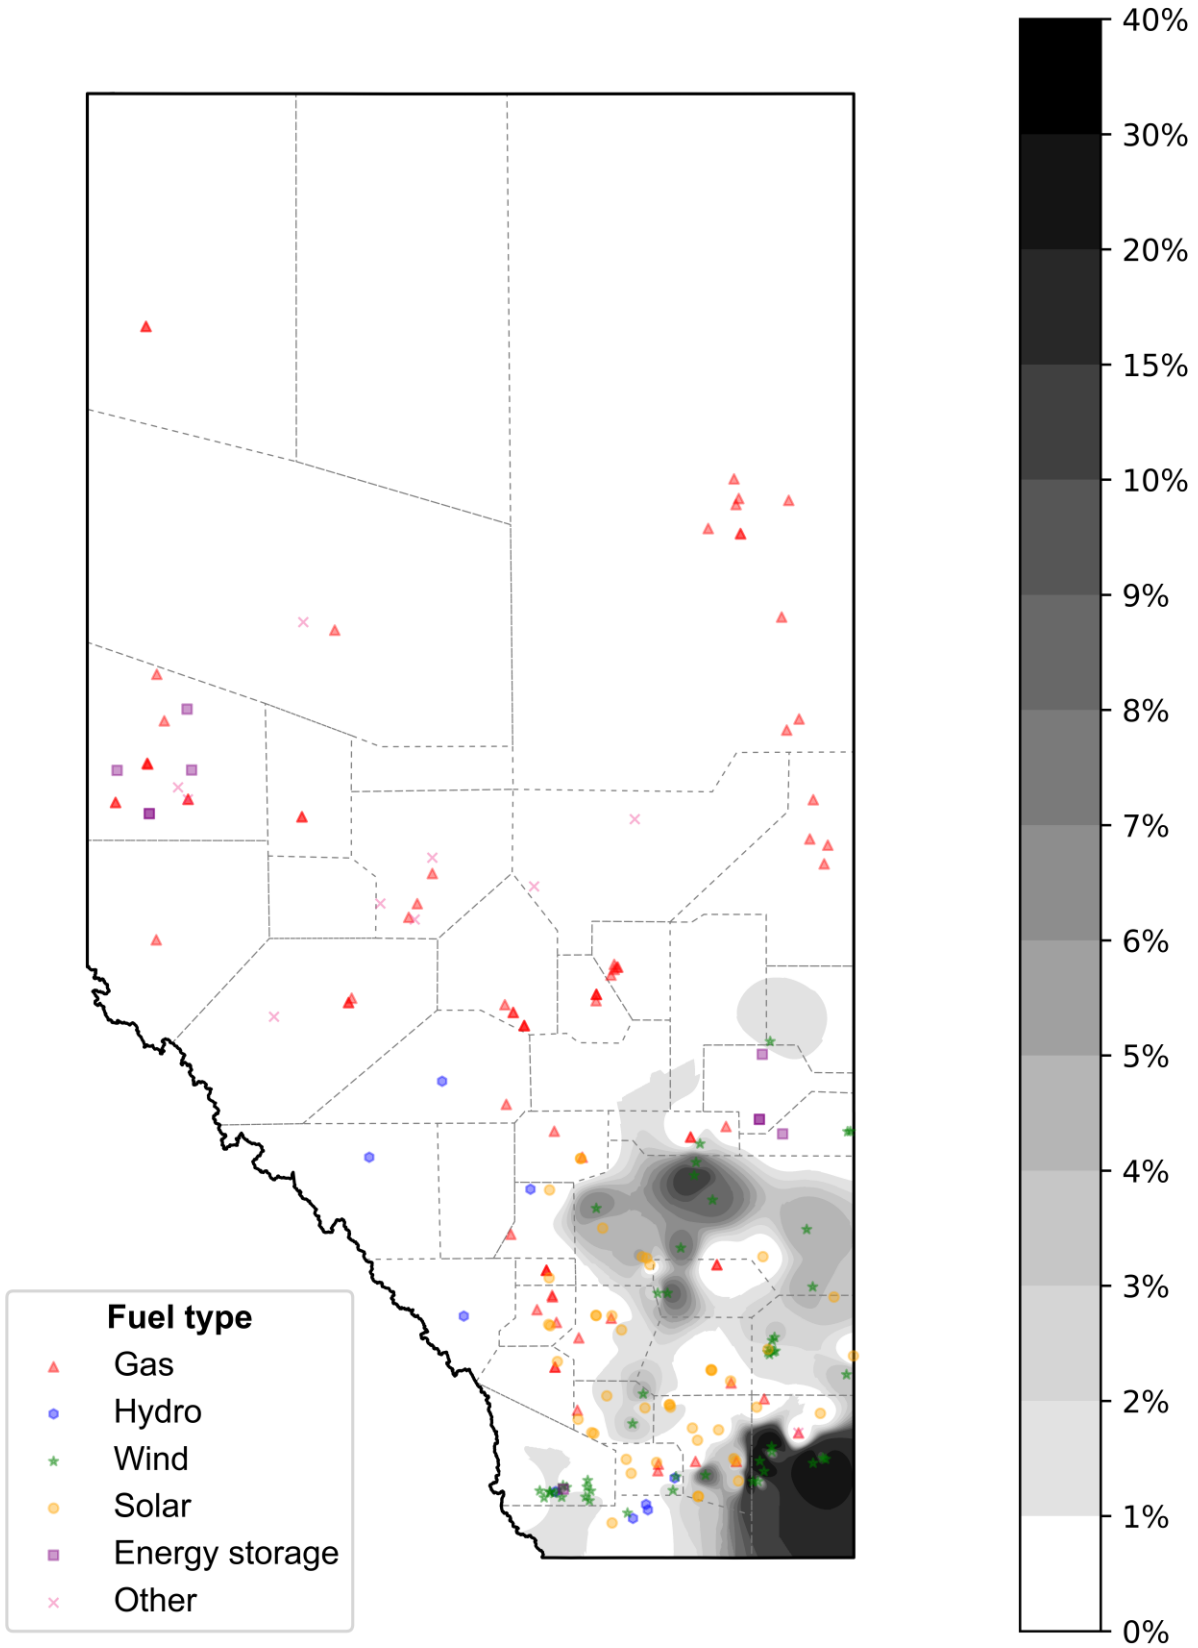 40%
30%
20%
15%
10%
9%
8%
7%
6%
5%
4%
3%
2%
1%
0%
Fuel type
Gas
Hydro
Wind
Solar
Energy storage
Other